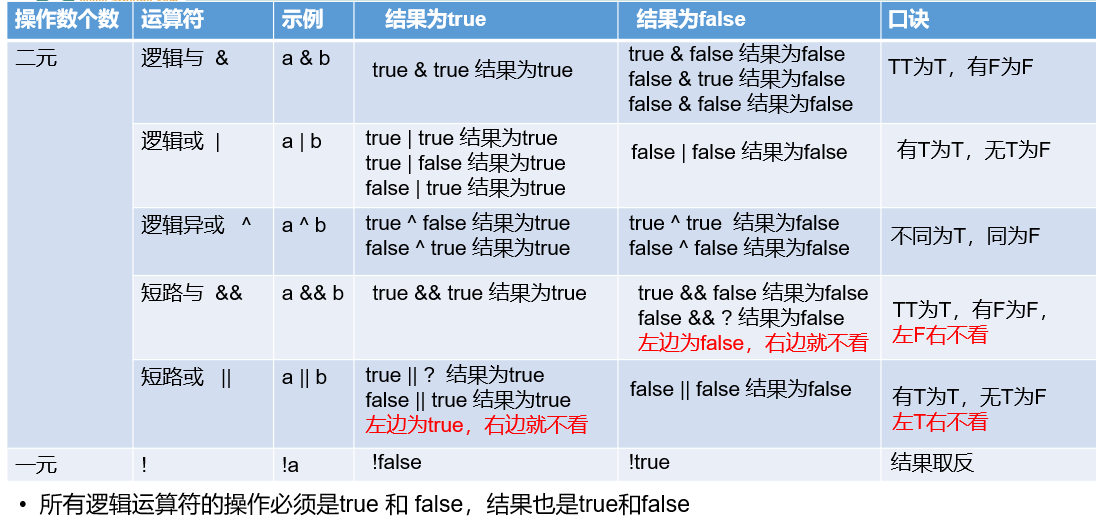 操作数个数 运算符 示例 结果为true 结果为false 口诀
二元 逻辑与 & a & b true & true 结果为true
true & false 结果为false
false & true 结果为false
false & false 结果为false
TT为T，有F为F
逻辑或 | a | b
true | true 结果为true
true | false 结果为true
false | true 结果为true
false | false 结果为false
有T为T，无T为F
逻辑异或 ^ a ^ b
true ^ false 结果为true
false ^ true 结果为true
true ^ true 结果为false
false ^ false 结果为false
不同为T，同为F
短路与 && a && b true && true 结果为true
true && false 结果为false
false && ? 结果为false
左边为false，右边就不看
TT为T，有F为F，
左F右不看
短路或 || a || b
true || ? 结果为true
false || true 结果为true
左边为true，右边就不看
false || false 结果为false
有T为T，无T为F
左T右不看
一元 ! !a !false !true 结果取反
• 所有逻辑运算符的操作必须是true 和 false，结果也是true和false